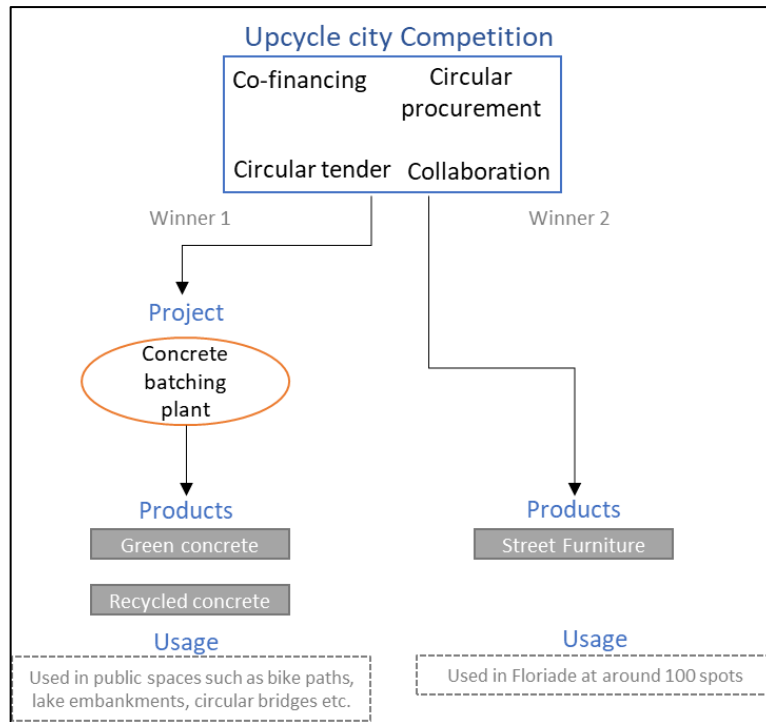 Upcycle city Competition
Co-financing
Circular
procurement
Circular tender
Collaboration
Winner 1
Winner 2
Project
Concrete
batching
plant
Products
Green concrete
Recycled concrete
Usage
Used in public spaces such as bike paths,
lake embankments, circular bridges etc.
Products
Street Furniture
Usage
Used in Floriade at around 100 spots